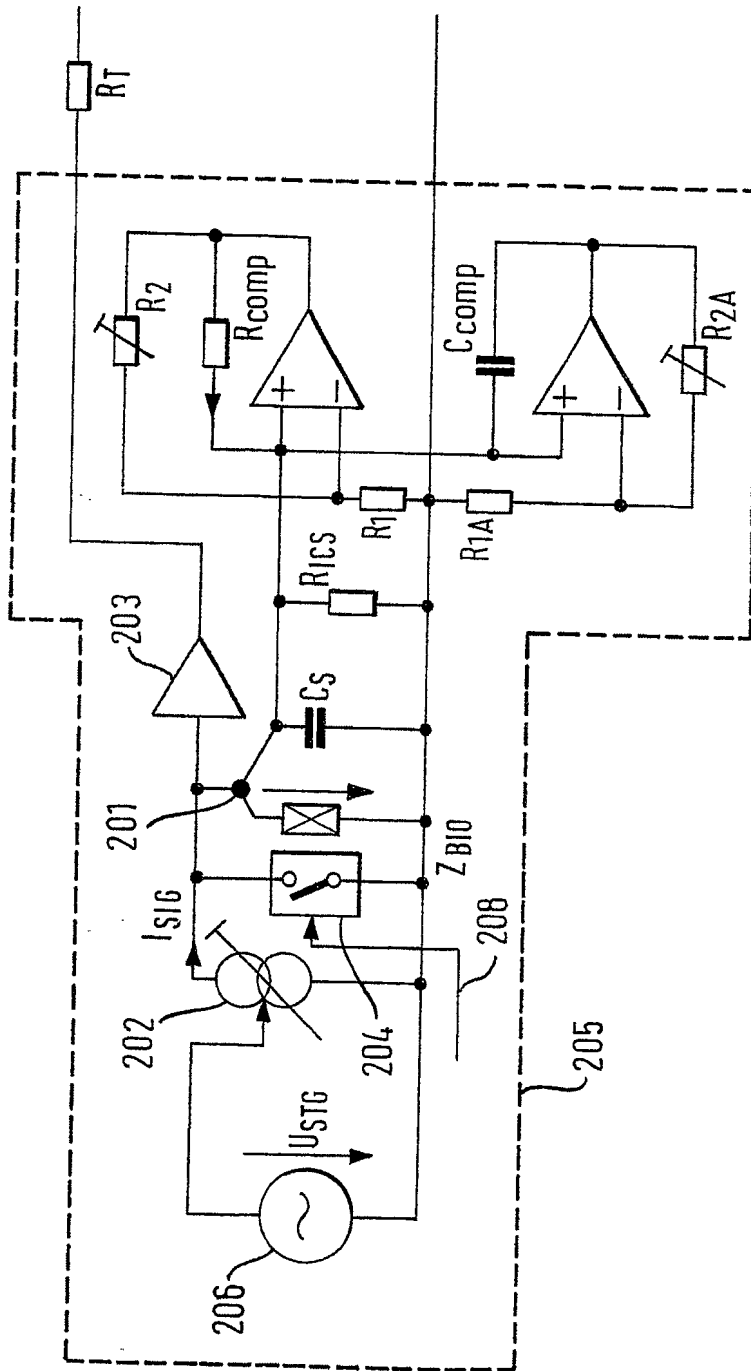 206
U_STG
202
I_SIG
204
208
201
Z_BIO
203
C_S
R_ICS
R_1
R_1A
R_2
R_comp
+
−
C_comp
+
−
R_2A
R_T
205